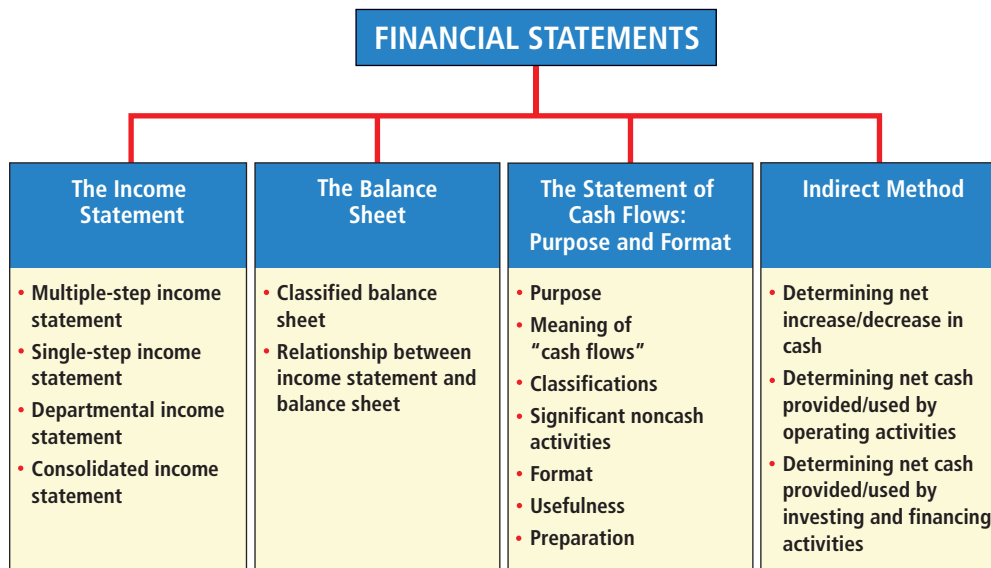 FINANCIAL STATEMENTS
The Income
Statement
• Multiple-step income
statement
• Single-step income
statement
• Departmental income
statement
• Consolidated income
statement
The Balance
Sheet
• Classified balance
sheet
• Relationship between
income statement and
balance sheet
The Statement of
Cash Flows:
Purpose and Format
• Purpose
• Meaning of
“cash flows”
• Classifications
• Significant noncash
activities
• Format
• Usefulness
• Preparation
Indirect Method
• Determining net
increase/decrease in
cash
• Determining net cash
provided/used by
operating activities
• Determining net cash
provided/used by
investing and financing
activities